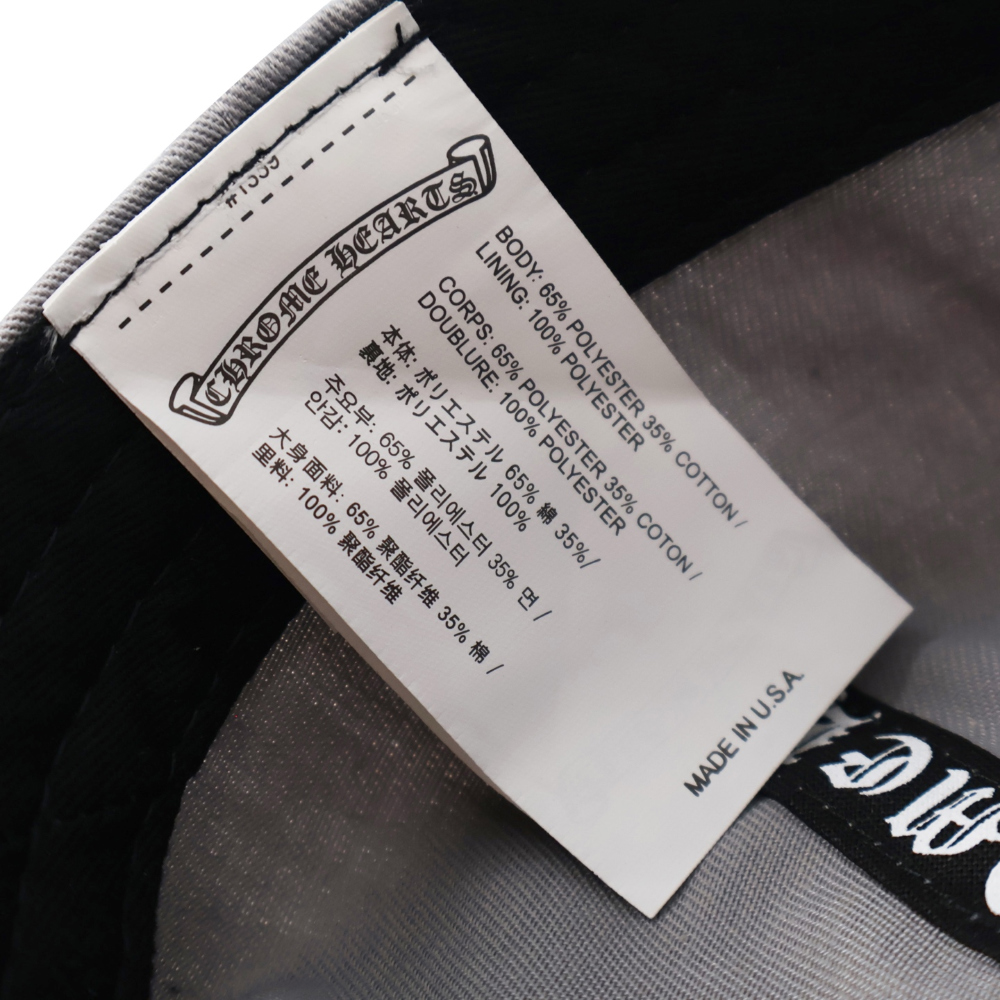 #1559
CHROME HEARTS
BODY: 65% POLYESTER 35% COTTON /
LINING: 100% POLYESTER
CORPS: 65% POLYESTER 35% COTON /
DOUBLURE: 100% POLYESTER
本体: ポリエステル 65% 綿 35%/
裏地: ポリエステル 100%
주요부: 65% 폴리에스터 35% 면 /
안감: 100% 폴리에스터
大身面料: 65% 聚酯纤维 35% 棉 /
里料: 100% 聚酯纤维
MADE IN U.S.A.